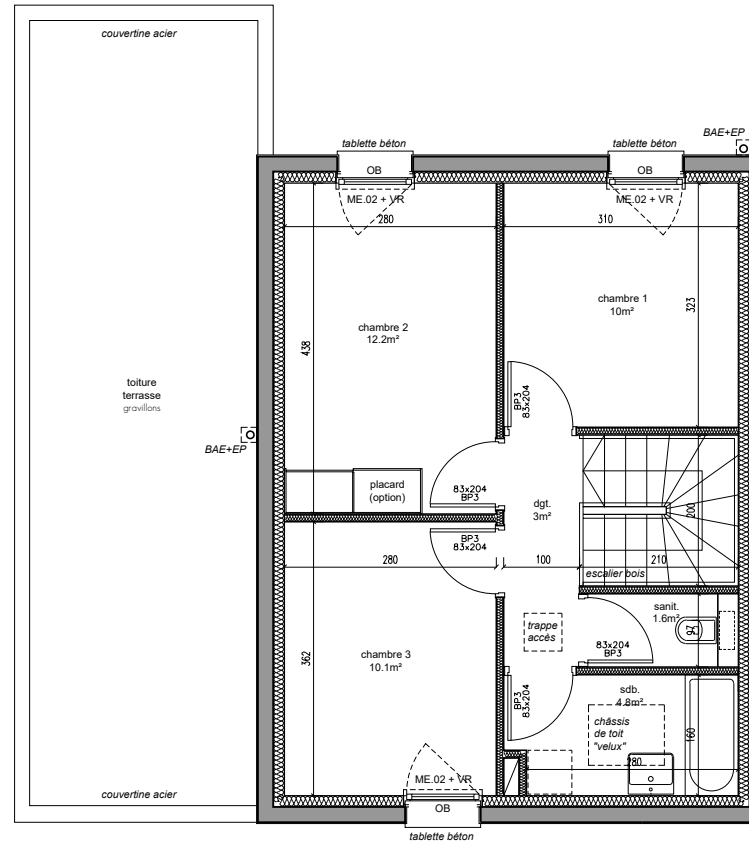 couvertine acier
BAE+EP
tablette béton
tablette béton
OB
OB
ME.02 + VR
ME.02 + VR
280
310
chambre 1
10m²
323
chambre 2
12.2m²
438
toiture
terrasse
gravillons
BP3
83x204
BAE+EP
placard
(option)
83x204
BP3
dgt.
3m²
200
BP3
83x204
280
100
210
escalier bois
sanit.
1.6m²
97
trappe
accès
83x204
BP3
chambre 3
10.1m²
362
BP3
83x204
sdb.
4.8m²
châssis
de toit
"velux"
160
280
ME.02 + VR
couvertine acier
OB
tablette béton